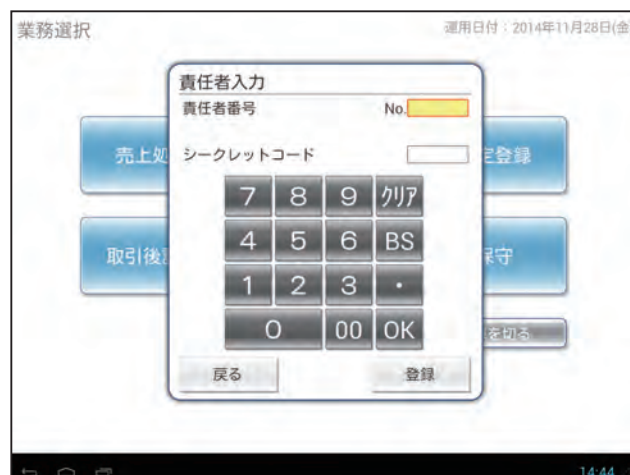 業務選択
運用日付：2014年11月28日(金
責任者入力
責任者番号 No.
売上処
シークレットコード
定登録
7 8 9 クリア
4 5 6 BS
取引後
保守
1 2 3 ・
0 00 OK
を切る
戻る 登録
14:44